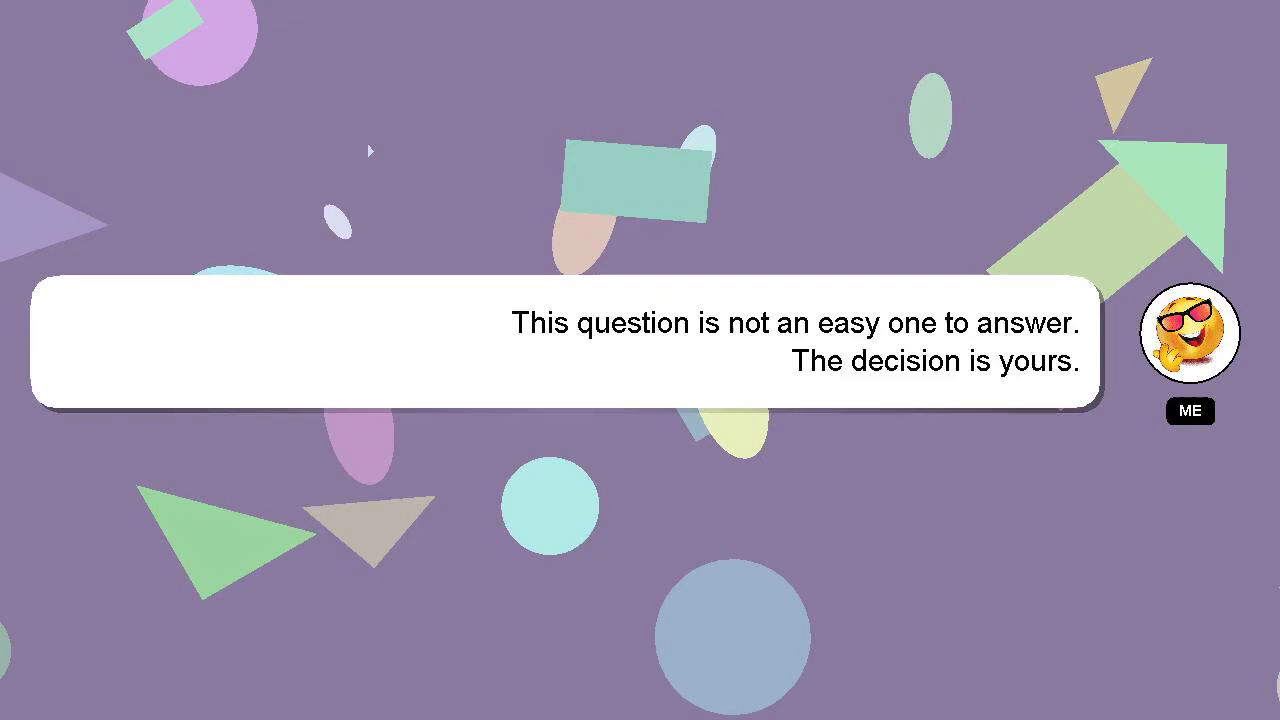 This question is not an easy one to answer.
The decision is yours.
ME